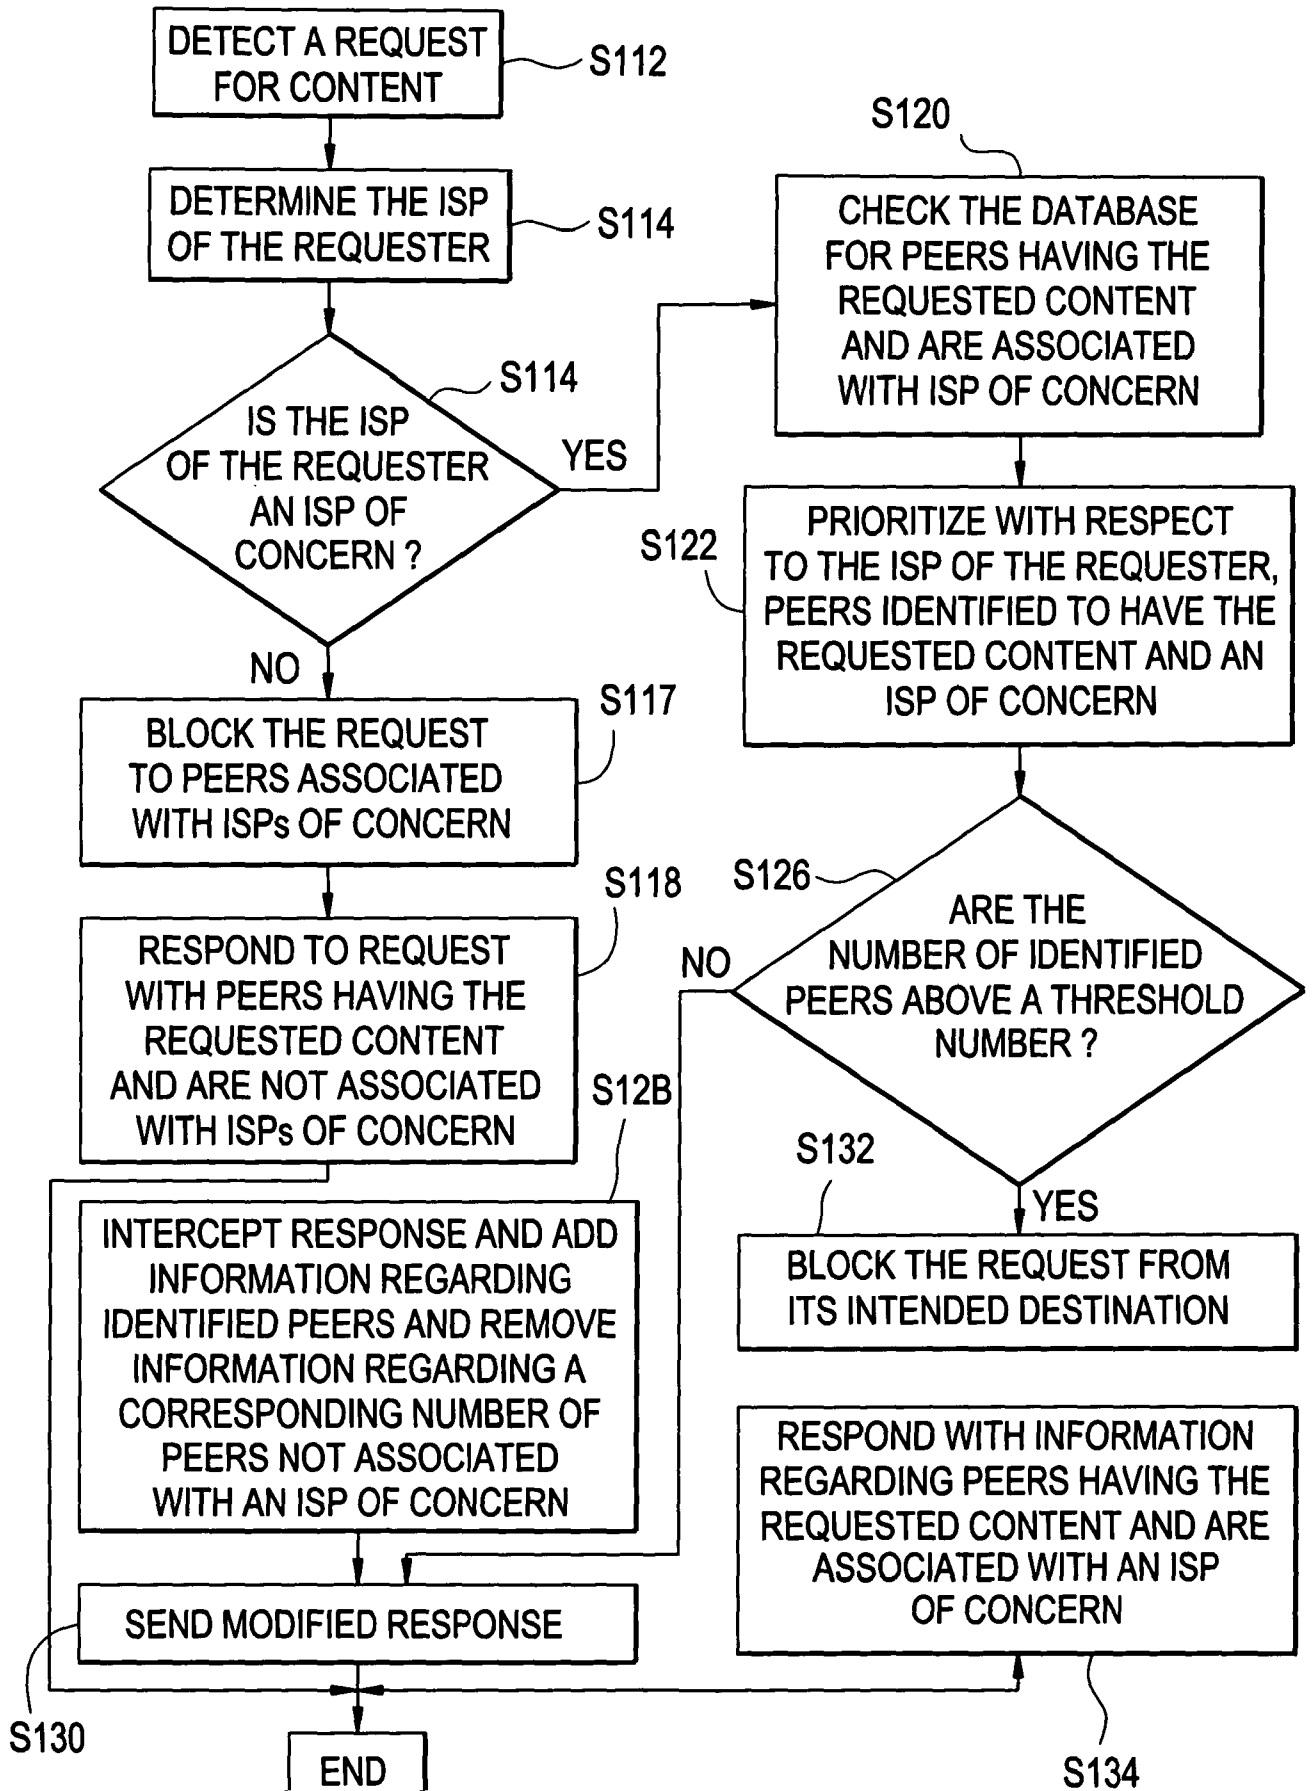 DETECT A REQUEST
FOR CONTENT
S112
DETERMINE THE ISP
OF THE REQUESTER
S114
IS THE ISP
OF THE REQUESTER
AN ISP OF
CONCERN ?
S114
YES
NO
BLOCK THE REQUEST
TO PEERS ASSOCIATED
WITH ISPs OF CONCERN
S117
RESPOND TO REQUEST
WITH PEERS HAVING THE
REQUESTED CONTENT
AND ARE NOT ASSOCIATED
WITH ISPs OF CONCERN
S118
S120
CHECK THE DATABASE
FOR PEERS HAVING THE
REQUESTED CONTENT
AND ARE ASSOCIATED
WITH ISP OF CONCERN
S122
PRIORITIZE WITH RESPECT
TO THE ISP OF THE REQUESTER,
PEERS IDENTIFIED TO HAVE THE
REQUESTED CONTENT AND AN
ISP OF CONCERN
S126
ARE THE
NUMBER OF IDENTIFIED
PEERS ABOVE A THRESHOLD
NUMBER ?
NO
YES
S12B
INTERCEPT RESPONSE AND ADD
INFORMATION REGARDING
IDENTIFIED PEERS AND REMOVE
INFORMATION REGARDING A
CORRESPONDING NUMBER OF
PEERS NOT ASSOCIATED
WITH AN ISP OF CONCERN
SEND MODIFIED RESPONSE
S130
S132
BLOCK THE REQUEST FROM
ITS INTENDED DESTINATION
RESPOND WITH INFORMATION
REGARDING PEERS HAVING THE
REQUESTED CONTENT AND ARE
ASSOCIATED WITH AN ISP
OF CONCERN
S134
END